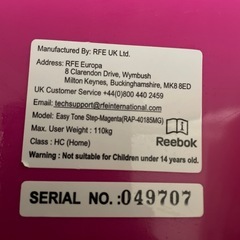 Manufactured By: RFE UK Ltd.
Address: RFE Europa
8 Clarendon Drive, Wymbush
Milton Keynes, Buckinghamshire, MK8 8ED
UK Customer Service:+0(800) 440 2459
Email: techsupport@rfeinternational.com
Model: Easy Tone Step-Magenta(RAP-40185MG)
Max-User Weight : 110kg
Class : HC (Home)
Reebok
Warning : Not suitable for Children under 14 years old.
SERIAL NO.: 049707